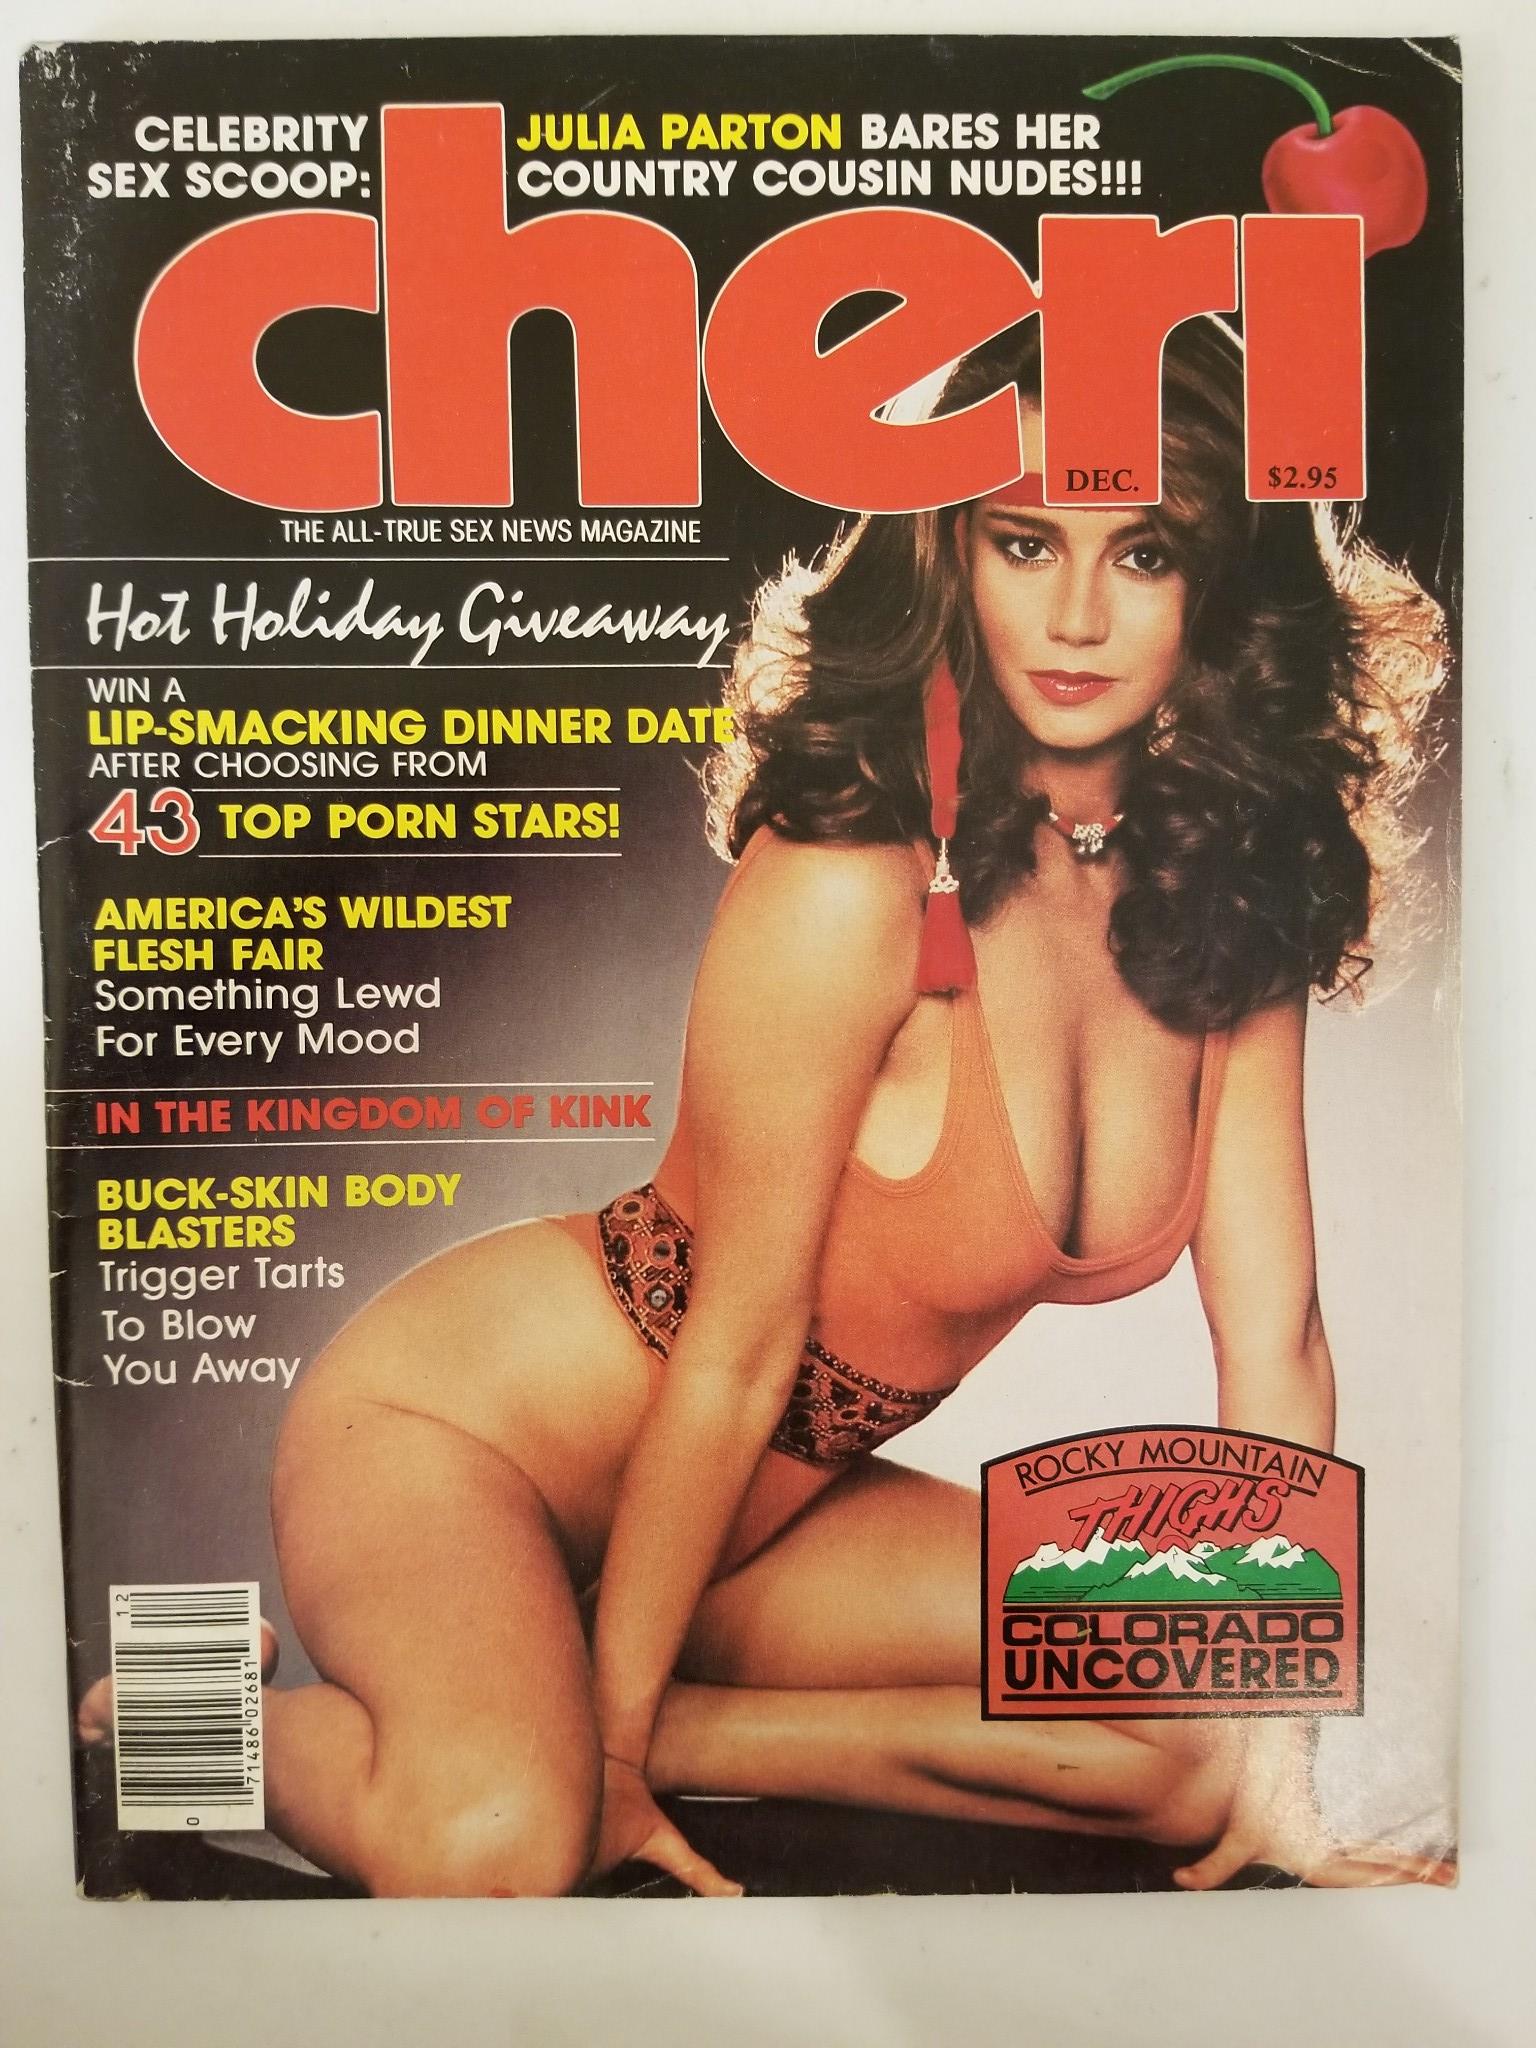 CELEBRITY
SEX SCOOP:
JULIA PARTON BARES HER
COUNTRY COUSIN NUDES!!!
cheri
DEC.
$2.95
THE ALL-TRUE SEX NEWS MAGAZINE
Hot Holiday Giveaway
WIN A
LIP-SMACKING DINNER DATE
AFTER CHOOSING FROM
43 TOP PORN STARS!
AMERICA'S WILDEST
FLESH FAIR
Something Lewd
For Every Mood
IN THE KINGDOM OF KINK
BUCK-SKIN BODY
BLASTERS
Trigger Tarts
To Blow
You Away
ROCKY MOUNTAIN
THIGHS
COLORADO
UNCOVERED
12
0 71486 02681